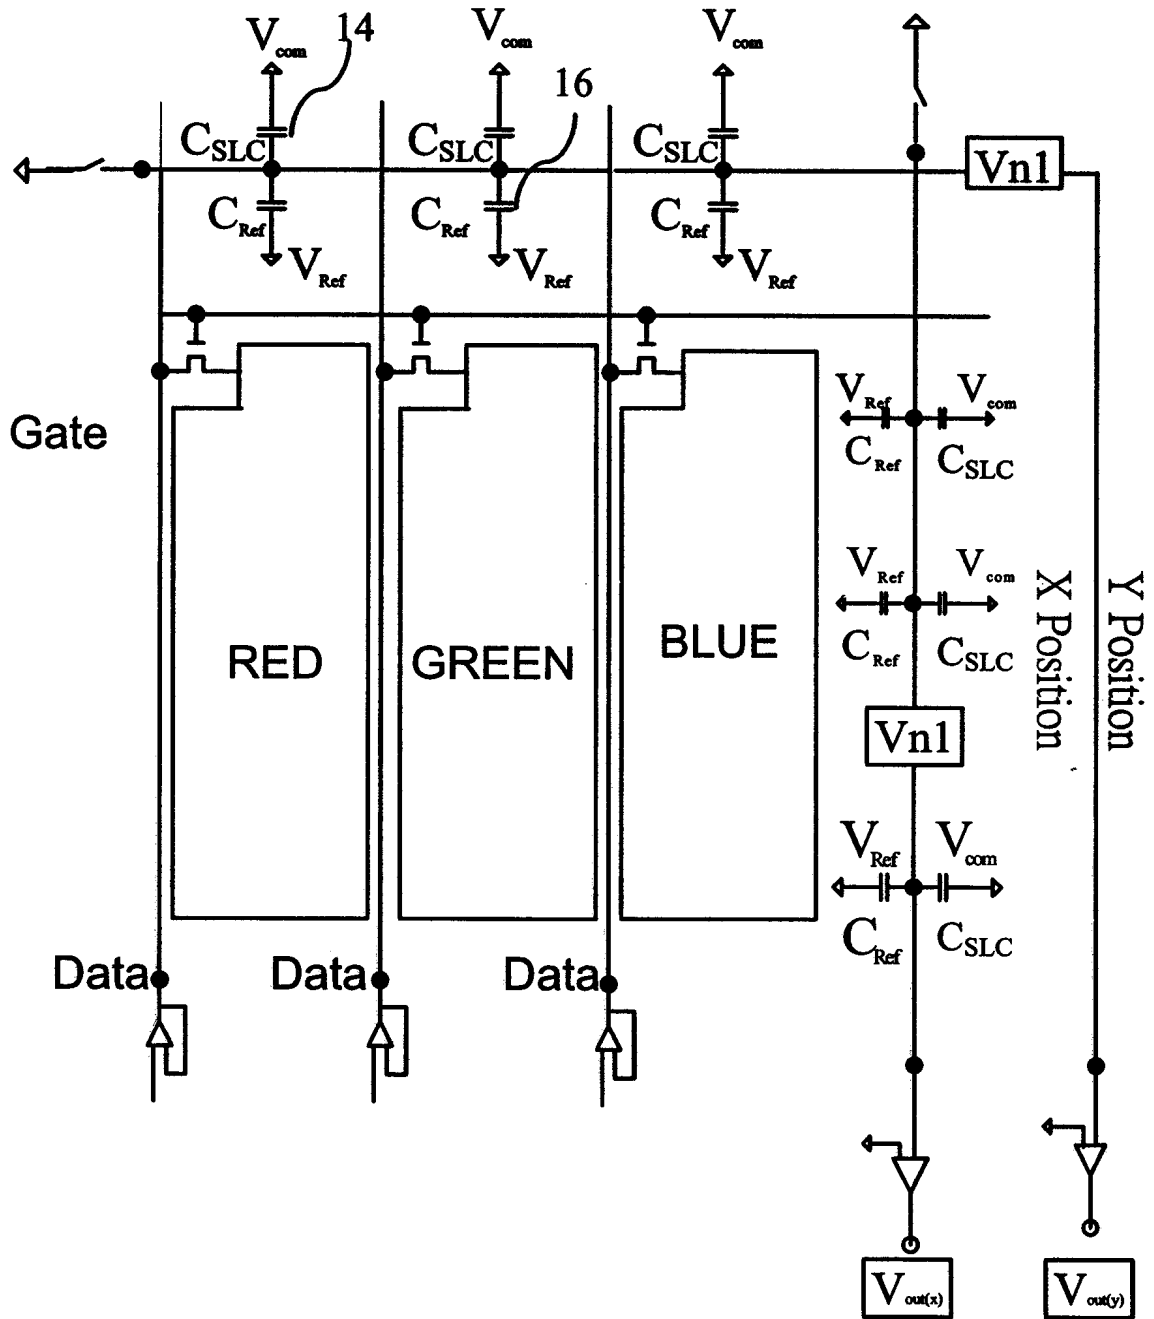 14
Vcom
Vcom
Vcom
16
CSLC
CSLC
CSLC
Vn1
CRef
CRef
CRef
VRef
VRef
VRef
VRef
Vcom
Gate
CRef
CSLC
VRef
Vcom
X Position
Y Position
RED
GREEN
BLUE
CRef
CSLC
Vn1
VRef
Vcom
CRef
CSLC
Data
Data
Data
Vout(x)
Vout(y)